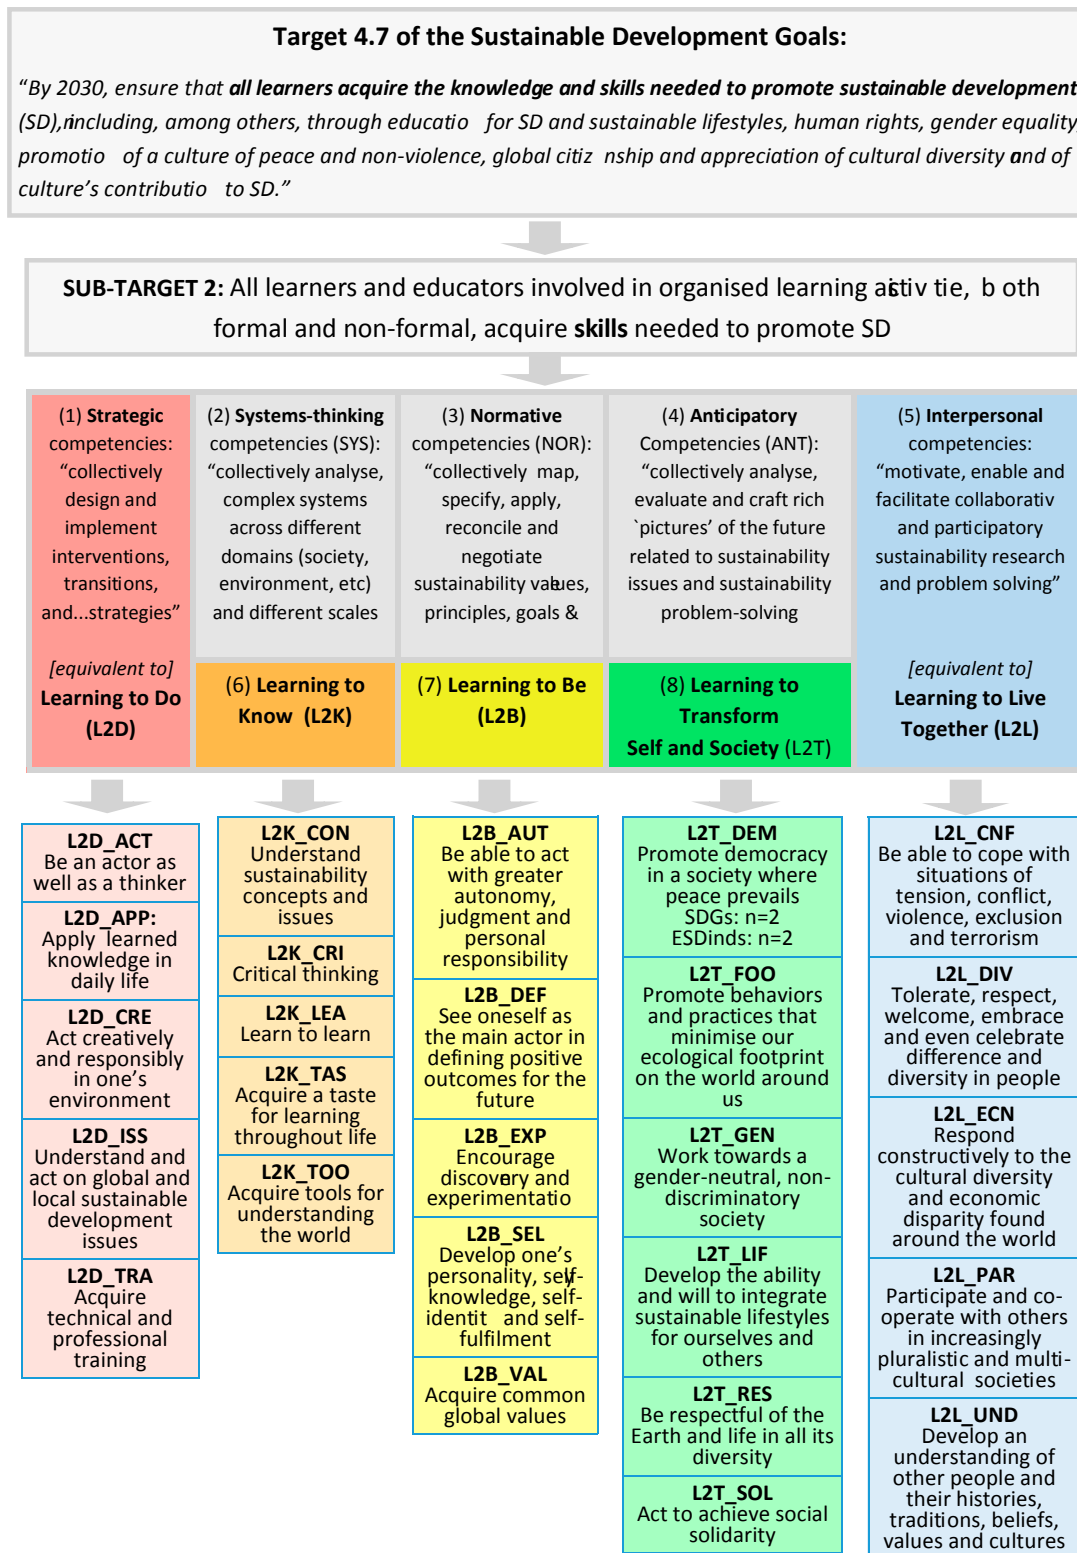 Target 4.7 of the Sustainable Development Goals:
“By 2030, ensure that all learners acquire the knowledge and skills needed to promote sustainable development
(SD), including, among others, through educatio for SD and sustainable lifestyles, human rights, gender equality,
promotio of a culture of peace and non-violence, global citiz nship and appreciation of cultural diversity and of
culture’s contributio to SD.”
SUB-TARGET 2: All learners and educators involved in organised learning activ tie, b oth
formal and non-formal, acquire skills needed to promote SD
(1) Strategic
competencies:
“collectively
design and
implement
interventions,
transitions,
and...strategies”
[equivalent to]
Learning to Do
(L2D)
(2) Systems-thinking
competencies (SYS):
“collectively analyse,
complex systems
across different
domains (society,
environment, etc)
and different scales
(6) Learning to
Know (L2K)
(3) Normative
competencies (NOR):
“collectively map,
specify, apply,
reconcile and
negotiate
sustainability values,
principles, goals &
(7) Learning to Be
(L2B)
(4) Anticipatory
Competencies (ANT):
“collectively analyse,
evaluate and craft rich
`pictures’ of the future
related to sustainability
issues and sustainability
problem-solving
(8) Learning to
Transform
Self and Society (L2T)
(5) Interpersonal
competencies:
“motivate, enable and
facilitate collaborativ
and participatory
sustainability research
and problem solving”
[equivalent to]
Learning to Live
Together (L2L)
L2D_ACT
Be an actor as
well as a thinker
L2D_APP:
Apply learned
knowledge in
daily life
L2D_CRE
Act creatively
and responsibly
in one’s
environment
L2D_ISS
Understand and
act on global and
local sustainable
development
issues
L2D_TRA
Acquire
technical and
professional
training
L2K_CON
Understand
sustainability
concepts and
issues
L2K_CRI
Critical thinking
L2K_LEA
Learn to learn
L2K_TAS
Acquire a taste
for learning
throughout life
L2K_TOO
Acquire tools for
understanding
the world
L2B_AUT
Be able to act
with greater
autonomy,
judgment and
personal
responsibility
L2B_DEF
See oneself as
the main actor in
defining positive
outcomes for the
future
L2B_EXP
Encourage
discovery and
experimentatio
L2B_SEL
Develop one’s
personality, self-
knowledge, self-
identit and self-
fulfilment
L2B_VAL
Acquire common
global values
L2T_DEM
Promote democracy
in a society where
peace prevails
SDGs: n=2
ESDinds: n=2
L2T_FOO
Promote behaviors
and practices that
minimise our
ecological footprint
on the world around
us
L2T_GEN
Work towards a
gender-neutral, non-
discriminatory
society
L2T_LIF
Develop the ability
and will to integrate
sustainable lifestyles
for ourselves and
others
L2T_RES
Be respectful of the
Earth and life in all its
diversity
L2T_SOL
Act to achieve social
solidarity
L2L_CNF
Be able to cope with
situations of
tension, conflict,
violence, exclusion
and terrorism
L2L_DIV
Tolerate, respect,
welcome, embrace
and even celebrate
difference and
diversity in people
L2L_ECN
Respond
constructively to the
cultural diversity
and economic
disparity found
around the world
L2L_PAR
Participate and co-
operate with others
in increasingly
pluralistic and multi-
cultural societies
L2L_UND
Develop an
understanding of
other people and
their histories,
traditions, beliefs,
values and cultures